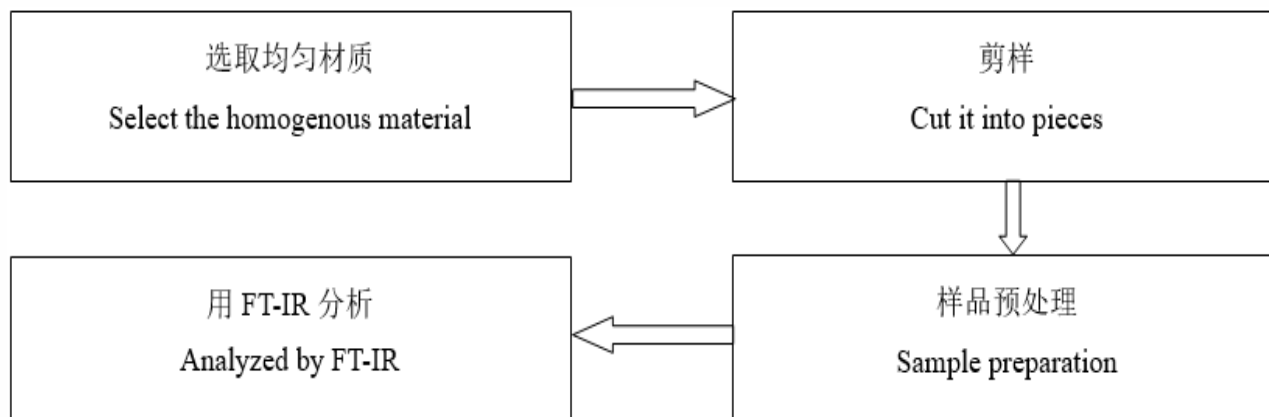 选取均匀材质
Select the homogenous material
剪样
Cut it into pieces
样品预处理
Sample preparation
用 FT-IR 分析
Analyzed by FT-IR